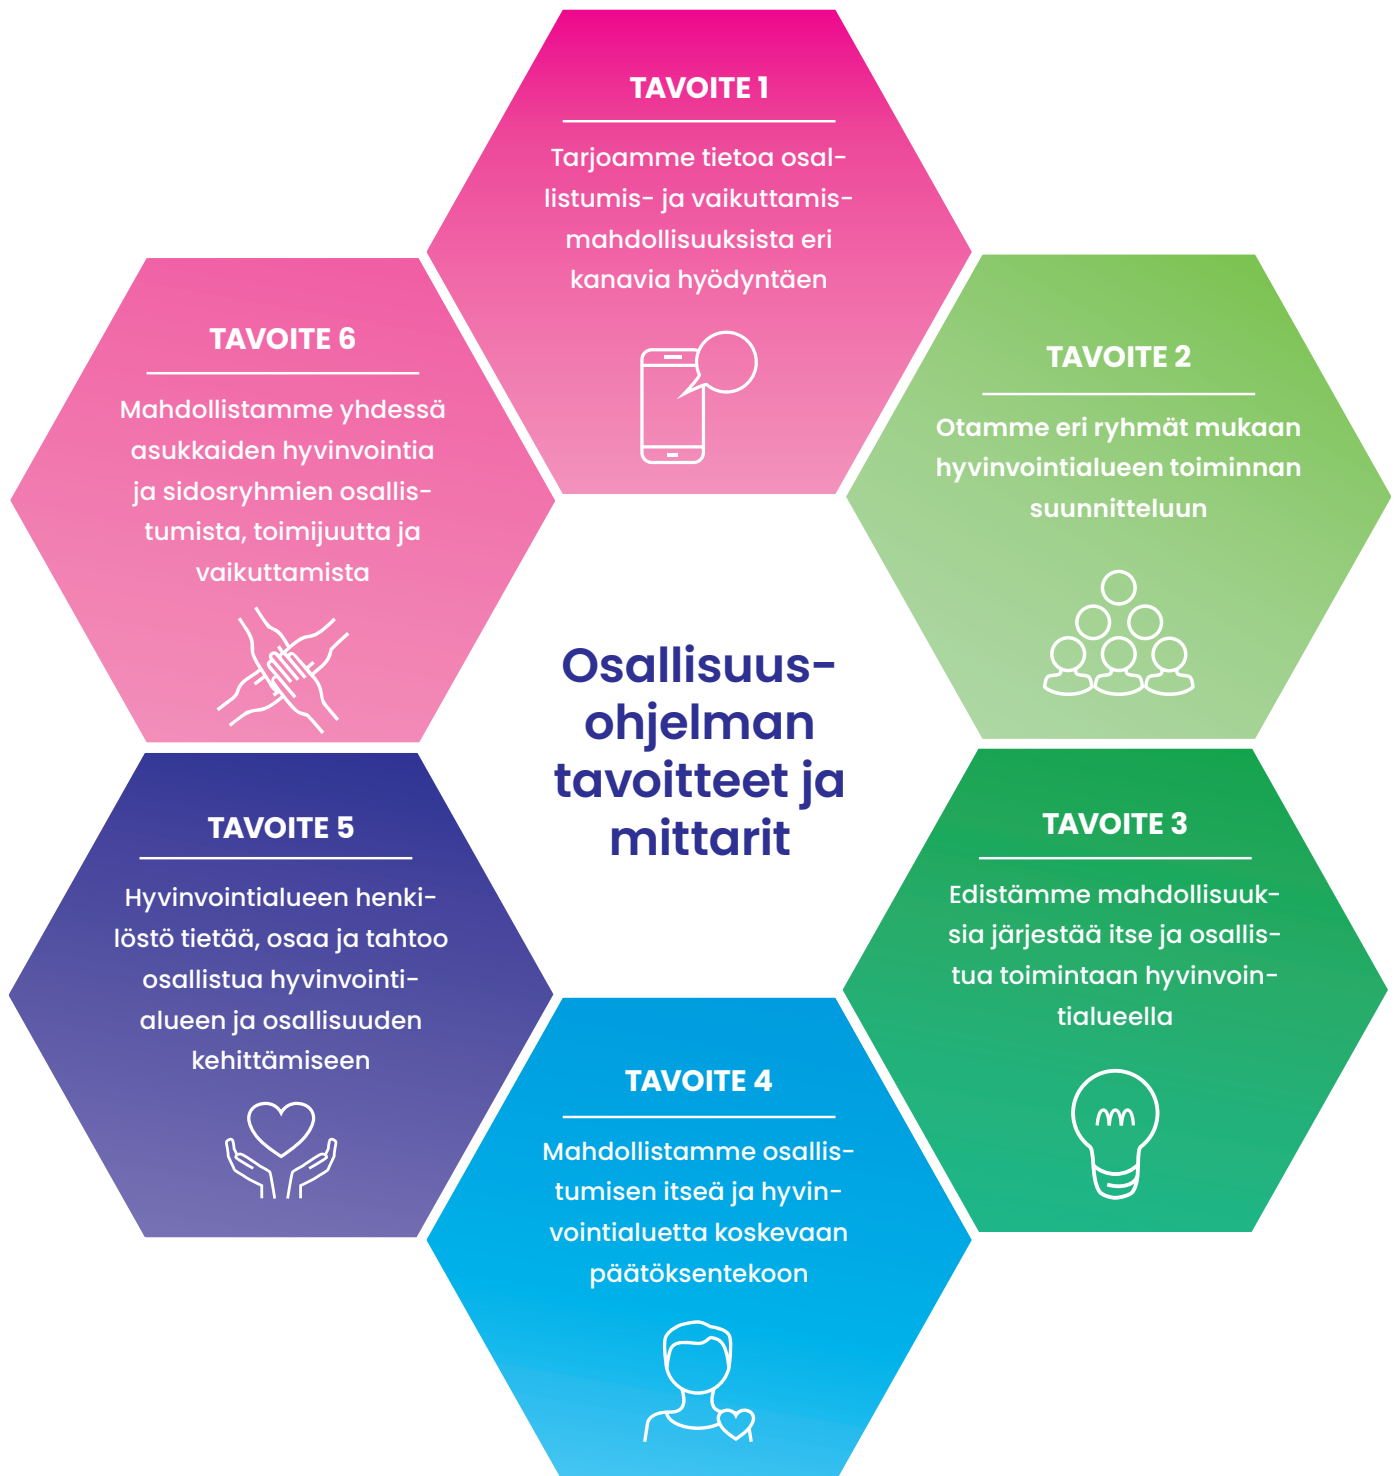 TAVOITE 1
Tarjoamme tietoa osal-
listumis- ja vaikuttamis-
mahdollisuuksista eri
kanavia hyödyntäen
TAVOITE 2
Otamme eri ryhmät mukaan
hyvinvointialueen toiminnan
suunnitteluun
TAVOITE 3
Edistämme mahdollisuuk-
sia järjestää itse ja osallis-
tua toimintaan hyvinvoin-
tialueella
TAVOITE 4
Mahdollistamme osallis-
tumisen itseä ja hyvin-
vointialuetta koskevaan
päätöksentekoon
TAVOITE 5
Hyvinvointialueen henki-
löstö tietää, osaa ja tahtoo
osallistua hyvinvointi-
alueen ja osallisuuden
kehittämiseen
TAVOITE 6
Mahdollistamme yhdessä
asukkaiden hyvinvointia
ja sidosryhmien osallis-
tumista, toimijuutta ja
vaikuttamista
Osallisuus-
ohjelman
tavoitteet ja
mittarit